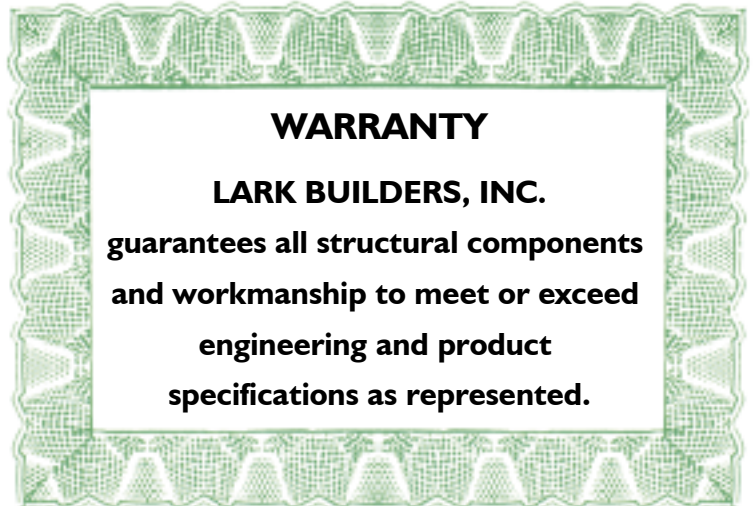 WARRANTY
LARK BUILDERS, INC.
guarantees all structural components
and workmanship to meet or exceed
engineering and product
specifications as represented.